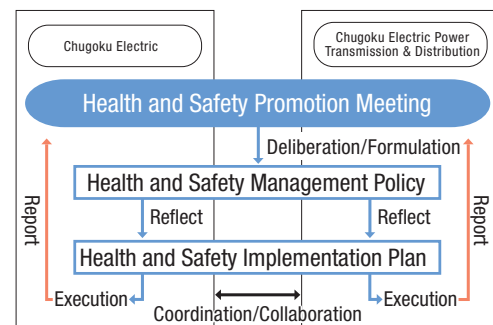 Chugoku Electric
Chugoku Electric Power
Transmission & Distribution
Health and Safety Promotion Meeting
Deliberation/Formulation
Health and Safety Management Policy
Report
Reflect
Reflect
Report
Health and Safety Implementation Plan
Execution
Execution
Coordination/Collaboration